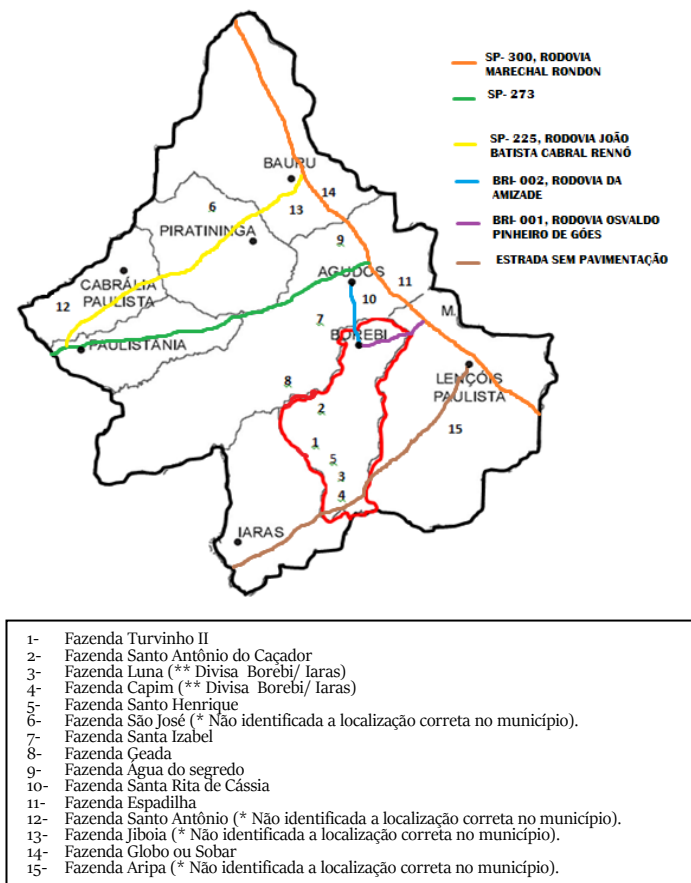 SP- 300, RODOVIA
MARECHAL RONDON
SP- 273
SP- 225, RODOVIA JOÃO
BATISTA CABRAL RENNÓ
BRI- 002, RODOVIA DA
AMIZADE
BRI- 001, RODOVIA OSVALDO
PINHEIRO DE GÓES
ESTRADA SEM PAVIMENTAÇÃO
BAURU
14
6
13
PIRATININGA
9
CABRÁLIA
PAULISTA
AGUDOS
11
10
12
M.
7
BOREBI
PAULISTÂNIA
LENÇÓIS
PAULISTA
8
2
15
1
5
3
4
IARAS
1- Fazenda Turvinho II
2- Fazenda Santo Antônio do Caçador
3- Fazenda Luna (** Divisa Borebi/ Iaras)
4- Fazenda Capim (** Divisa Borebi/ Iaras)
5- Fazenda Santo Henrique
6- Fazenda São José (* Não identificada a localização correta no município).
7- Fazenda Santa Izabel
8- Fazenda Geada
9- Fazenda Água do segredo
10- Fazenda Santa Rita de Cássia
11- Fazenda Espadilha
12- Fazenda Santo Antônio (* Não identificada a localização correta no município).
13- Fazenda Jiboia (* Não identificada a localização correta no município).
14- Fazenda Globo ou Sobar
15- Fazenda Aripa (* Não identificada a localização correta no município).